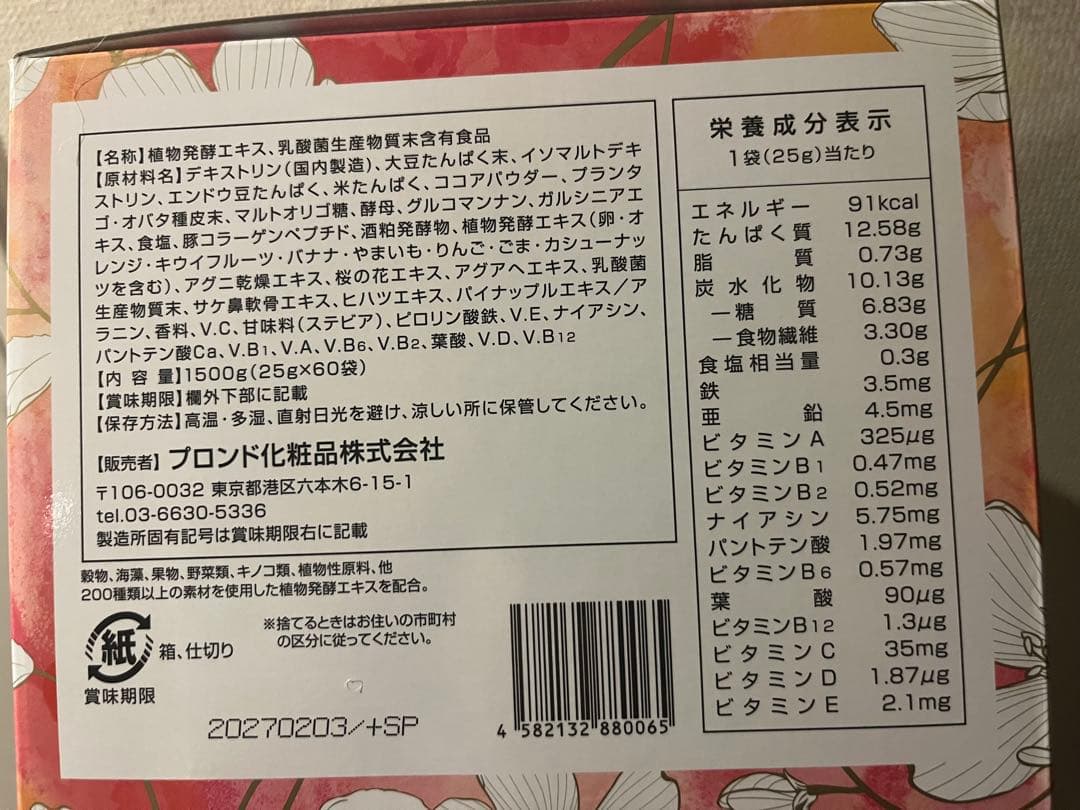 【名称】植物発酵エキス、乳酸菌生産物質末含有食品
【原材料名】デキストリン(国内製造)、大豆たんぱく末、イソマルトデキ
ストリン、エンドウ豆たんぱく、米たんぱく、ココアパウダー、プランタ
ゴ・オバタ種皮末、マルトオリゴ糖、酵母、グルコマンナン、ガルシニアエ
キス、食塩、豚コラーゲンペプチド、酒粕発酵物、植物発酵エキス(卵・オ
レンジ・キウイフルーツ・バナナ・やまいも・りんご・ごま・カシューナッ
ツを含む)、アグニ乾燥エキス、桜の花エキス、アグアヘエキス、乳酸菌
生産物質末、サケ鼻軟骨エキス、ヒハツエキス、パイナップルエキス/ア
ラニン、香料、V.C、甘味料(ステビア)、ピロリン酸鉄、V.E、ナイアシン、
パントテン酸Ca、V.B1、V.A、V.B6、V.B2、葉酸、V.D、V.B12
【内 容 量】1500g(25g×60袋)
【賞味期限】欄外下部に記載
【保存方法】高温・多湿、直射日光を避け、涼しい所に保管してください。
【販売者】プロンド化粧品株式会社
〒106-0032 東京都港区六本木6-15-1
tel.03-6630-5336
製造所固有記号は賞味期限右に記載
穀物、海藻、果物、野菜類、キノコ類、植物性原料、他
200種類以上の素材を使用した植物発酵エキスを配合。
紙
箱、仕切り
※捨てるときはお住いの市町村
の区分に従ってください。
賞味期限
20270203/+SP
4 582132 880065
栄養成分表示
1袋(25g)当たり
エネルギー 91kcal
たんぱく質 12.58g
脂質 0.73g
炭水化物 10.13g
―糖質 6.83g
―食物繊維 3.30g
食塩相当量 0.3g
鉄 3.5mg
亜鉛 4.5mg
ビタミンA 325μg
ビタミンB1 0.47mg
ビタミンB2 0.52mg
ナイアシン 5.75mg
パントテン酸 1.97mg
ビタミンB6 0.57mg
葉酸 90μg
ビタミンB12 1.3μg
ビタミンC 35mg
ビタミンD 1.87μg
ビタミンE 2.1mg